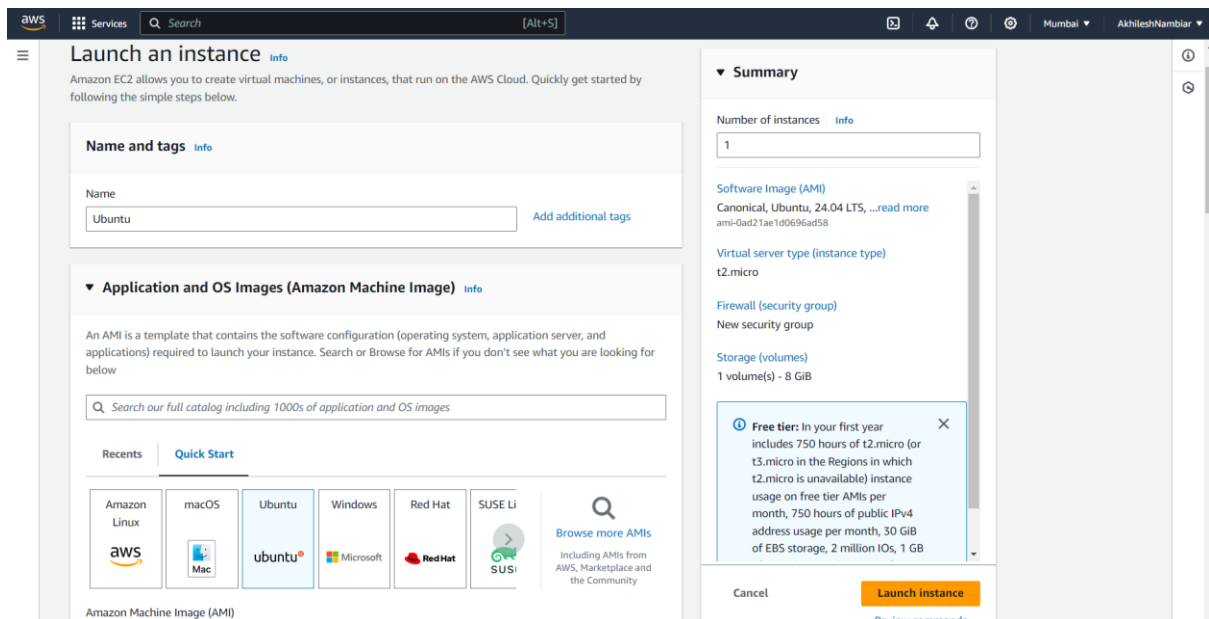 aws
Services
Search
[Alt+S]
Mumbai ▼
AkhileshNambiar ▼
Launch an instance Info
Amazon EC2 allows you to create virtual machines, or instances, that run on the AWS Cloud. Quickly get started by
following the simple steps below.
Name and tags Info
Name
Ubuntu
Add additional tags
▼ Application and OS Images (Amazon Machine Image) Info
An AMI is a template that contains the software configuration (operating system, application server, and
applications) required to launch your instance. Search or Browse for AMIs if you don't see what you are looking for
below
Search our full catalog including 1000s of application and OS images
Recents
Quick Start
Amazon
Linux
aws
macOS
Mac
Ubuntu
ubuntu®
Windows
Microsoft
Red Hat
Red Hat
SUSE Li
SUS
Browse more AMIs
Including AMIs from
AWS, Marketplace and
the Community
Amazon Machine Image (AMI)
▼ Summary
Number of instances Info
1
Software Image (AMI)
Canonical, Ubuntu, 24.04 LTS, ...read more
ami-0ad21ae1d0696ad58
Virtual server type (instance type)
t2.micro
Firewall (security group)
New security group
Storage (volumes)
1 volume(s) - 8 GiB
Free tier: In your first year
includes 750 hours of t2.micro (or
t3.micro in the Regions in which
t2.micro is unavailable) instance
usage on free tier AMIs per
month, 750 hours of public IPv4
address usage per month, 30 GiB
of EBS storage, 2 million IOs, 1 GB
Cancel
Launch instance
Review commands